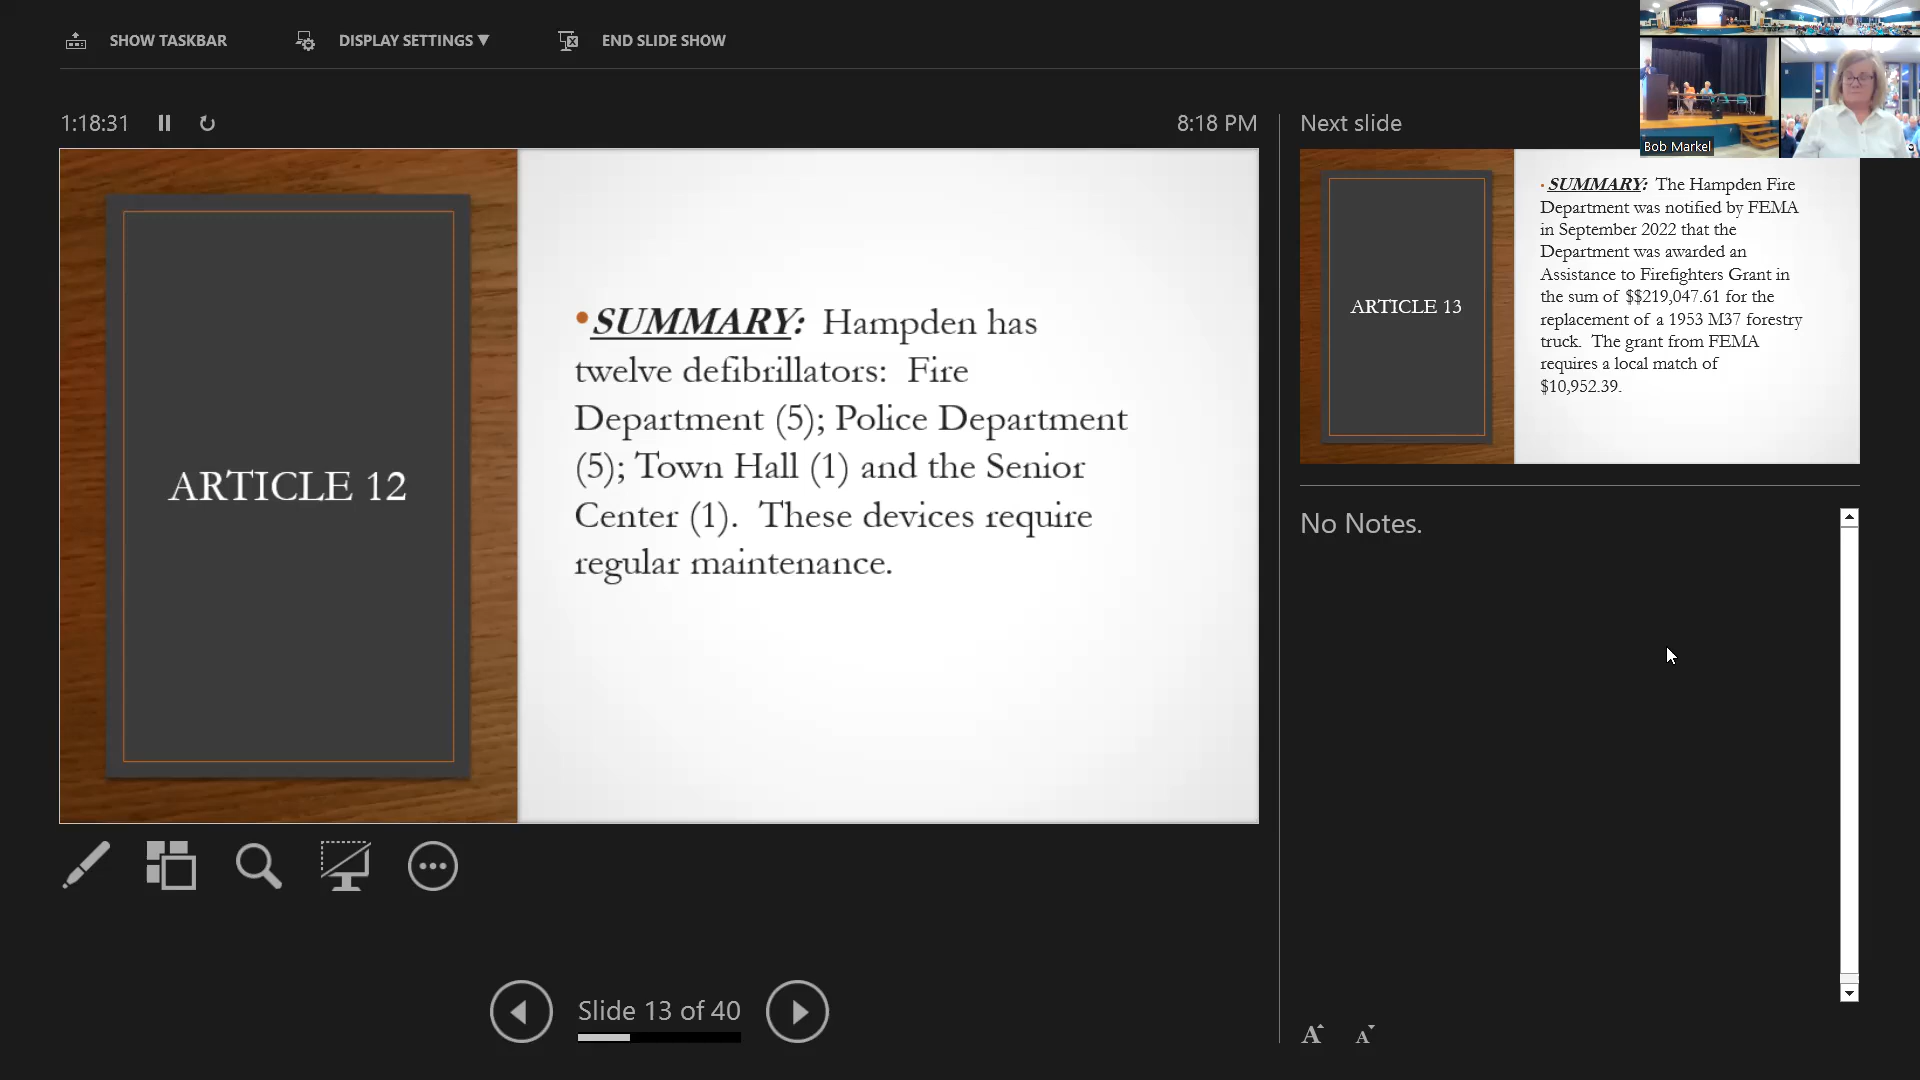 SHOW TASKBAR
DISPLAY SETTINGS ▼
END SLIDE SHOW
1:18:31
8:18 PM
Next slide
Bob Markel
ARTICLE 12
•SUMMARY: Hampden has
twelve defibrillators: Fire
Department (5); Police Department
(5); Town Hall (1) and the Senior
Center (1). These devices require
regular maintenance.
ARTICLE 13
• SUMMARY: The Hampden Fire
Department was notified by FEMA
in September 2022 that the
Department was awarded an
Assistance to Firefighters Grant in
the sum of $$219,047.61 for the
replacement of a 1953 M37 forestry
truck. The grant from FEMA
requires a local match of
$10,952.39.
No Notes.
Slide 13 of 40
A A